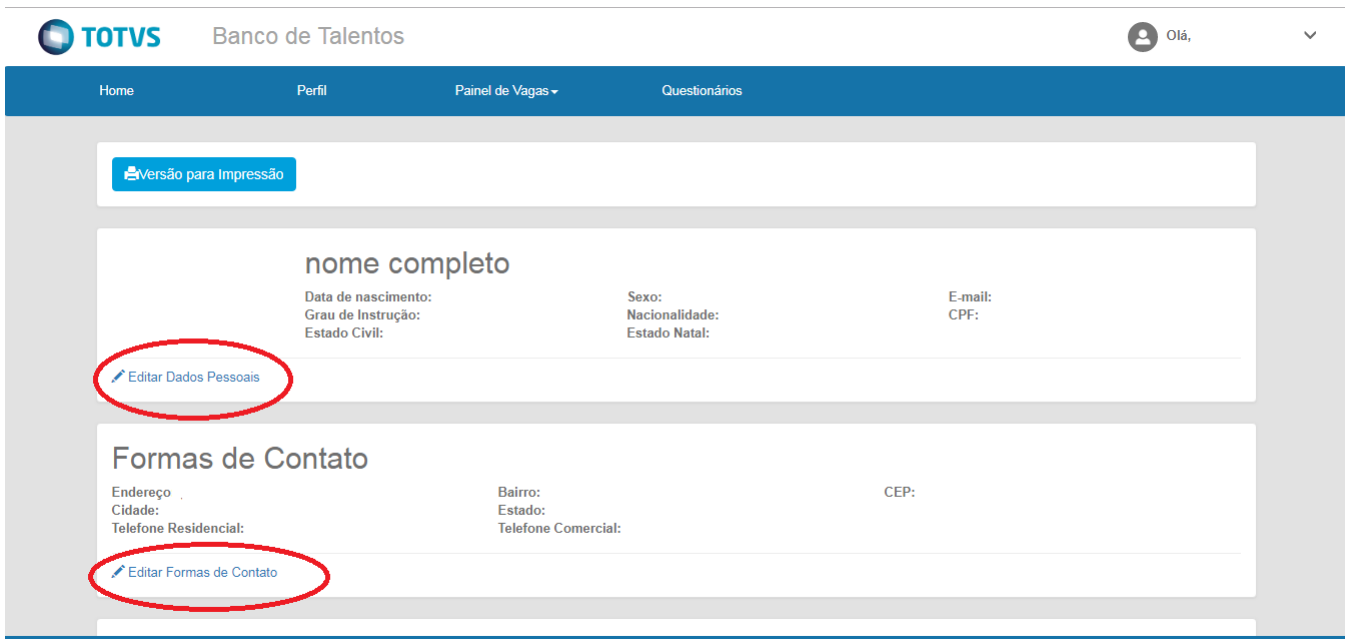 TOTVS Banco de Talentos Olá,
Home Perfil Painel de Vagas Questionários
Versão para Impressão
nome completo
Data de nascimento: Sexo: E-mail:
Grau de Instrução: Nacionalidade: CPF:
Estado Civil: Estado Natal:
Editar Dados Pessoais
Formas de Contato
Endereço Bairro: CEP:
Cidade: Estado:
Telefone Residencial: Telefone Comercial:
Editar Formas de Contato